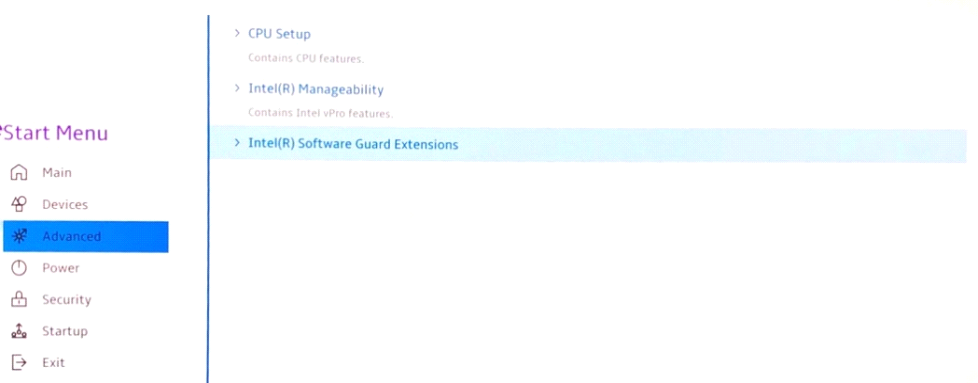 Start Menu
Main
Devices
Advanced
Power
Security
Startup
Exit
CPU Setup
Contains CPU features.
Intel(R) Manageability
Contains Intel vPro features.
Intel(R) Software Guard Extensions